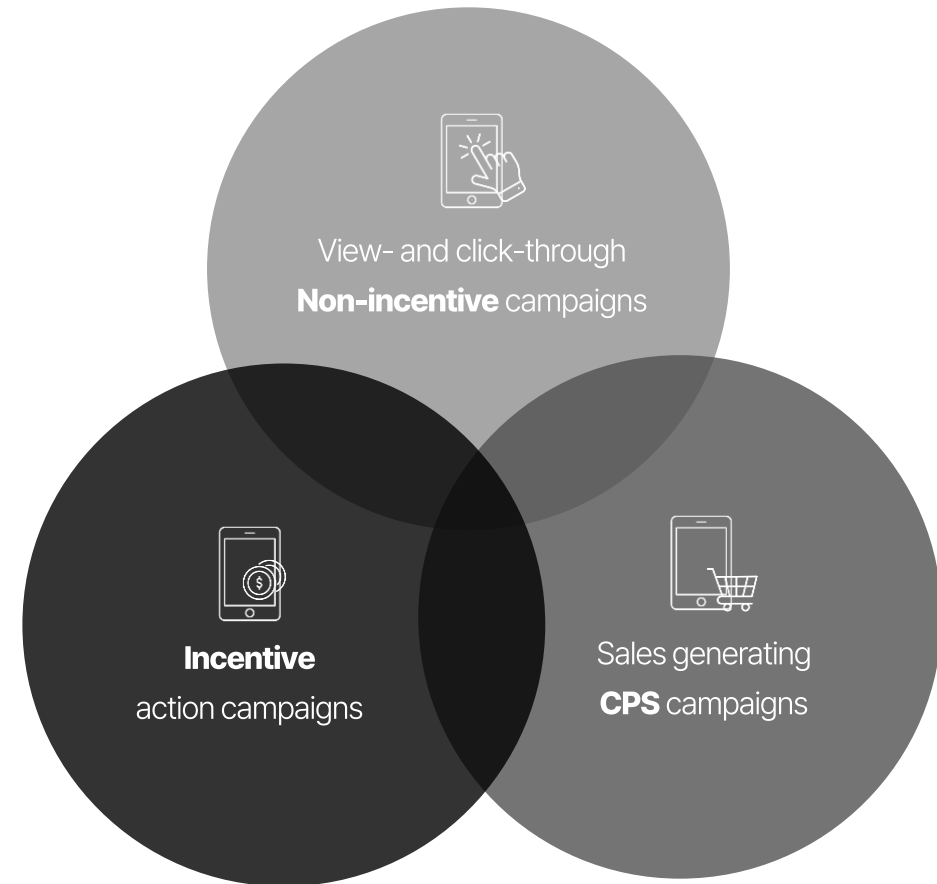 View- and click-through
Non-incentive campaigns
$
Incentive
action campaigns
Sales generating
CPS campaigns